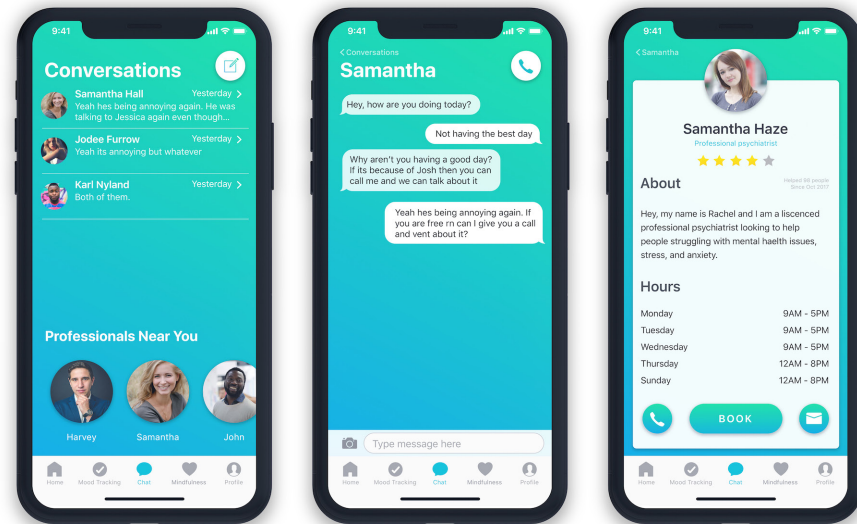 9:41
Conversations
Samantha Hall Yesterday
Yeah hes being annoying again. He was
talking to Jessica again even though...
Jodee Furrow Yesterday
Yeah its annoying but whatever
Karl Nyland Yesterday
Both of them.
Professionals Near You
Harvey Samantha John
Home Mood Tracking Chat Mindfulness Profile
9:41
Conversations
Samantha
Hey, how are you doing today?
Not having the best day
Why aren't you having a good day?
If its because of Josh then you can
call me and we can talk about it
Yeah hes being annoying again. If
you are free rn can I give you a call
and vent about it?
Type message here
Home Mood Tracking Chat Mindfulness Profile
9:41
Samantha
Samantha Haze
Professional psychiatrist
About
Helped 68 people
Since Oct 2017
Hey, my name is Rachel and I am a liscenced
professional psychiatrist looking to help
people struggling with mental haelth issues,
stress, and anxiety.
Hours
Monday 9AM - 5PM
Tuesday 9AM - 5PM
Wednesday 9AM - 5PM
Thursday 12AM - 8PM
Sunday 12AM - 8PM
BOOK
Home Mood Tracking Chat Mindfulness Profile